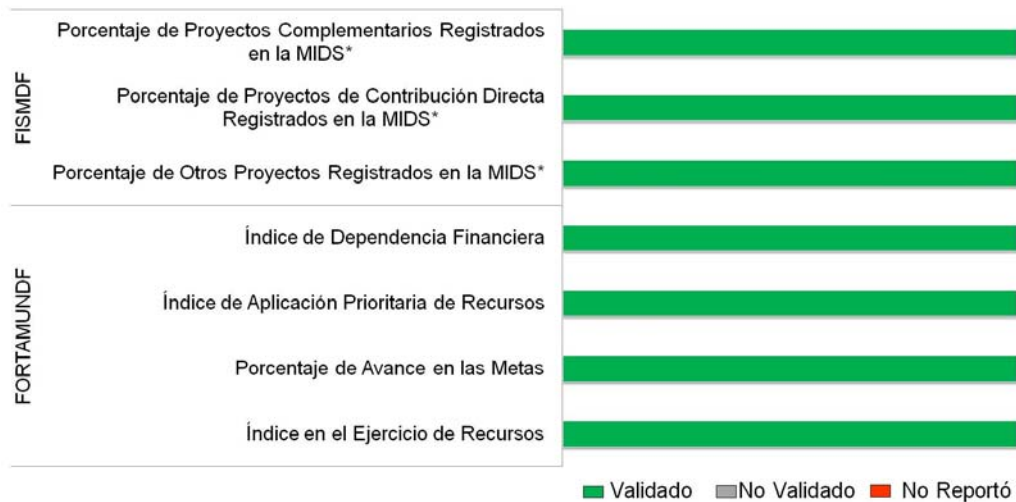 FISMDF
Porcentaje de Proyectos Complementarios Registrados
en la MIDS*
Porcentaje de Proyectos de Contribución Directa
Registrados en la MIDS*
Porcentaje de Otros Proyectos Registrados en la MIDS*
FORTAMUNDF
Índice de Dependencia Financiera
Índice de Aplicación Prioritaria de Recursos
Porcentaje de Avance en las Metas
Índice en el Ejercicio de Recursos
Validado No Validado No Reportó